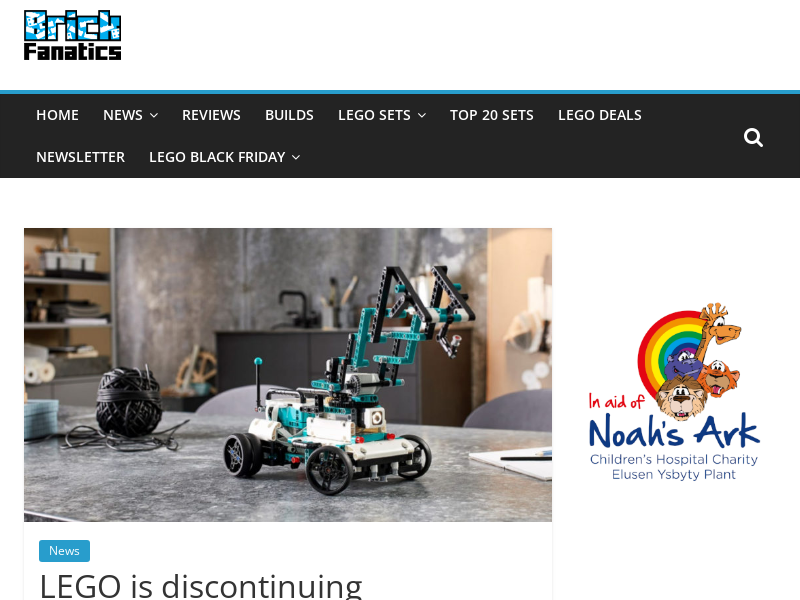 Brick
Fanatics
HOME NEWS REVIEWS BUILDS LEGO SETS TOP 20 SETS LEGO DEALS
NEWSLETTER LEGO BLACK FRIDAY
In aid of
Noah's Ark
Children's Hospital Charity
Elusen Ysbyty Plant
News
LEGO is discontinuing